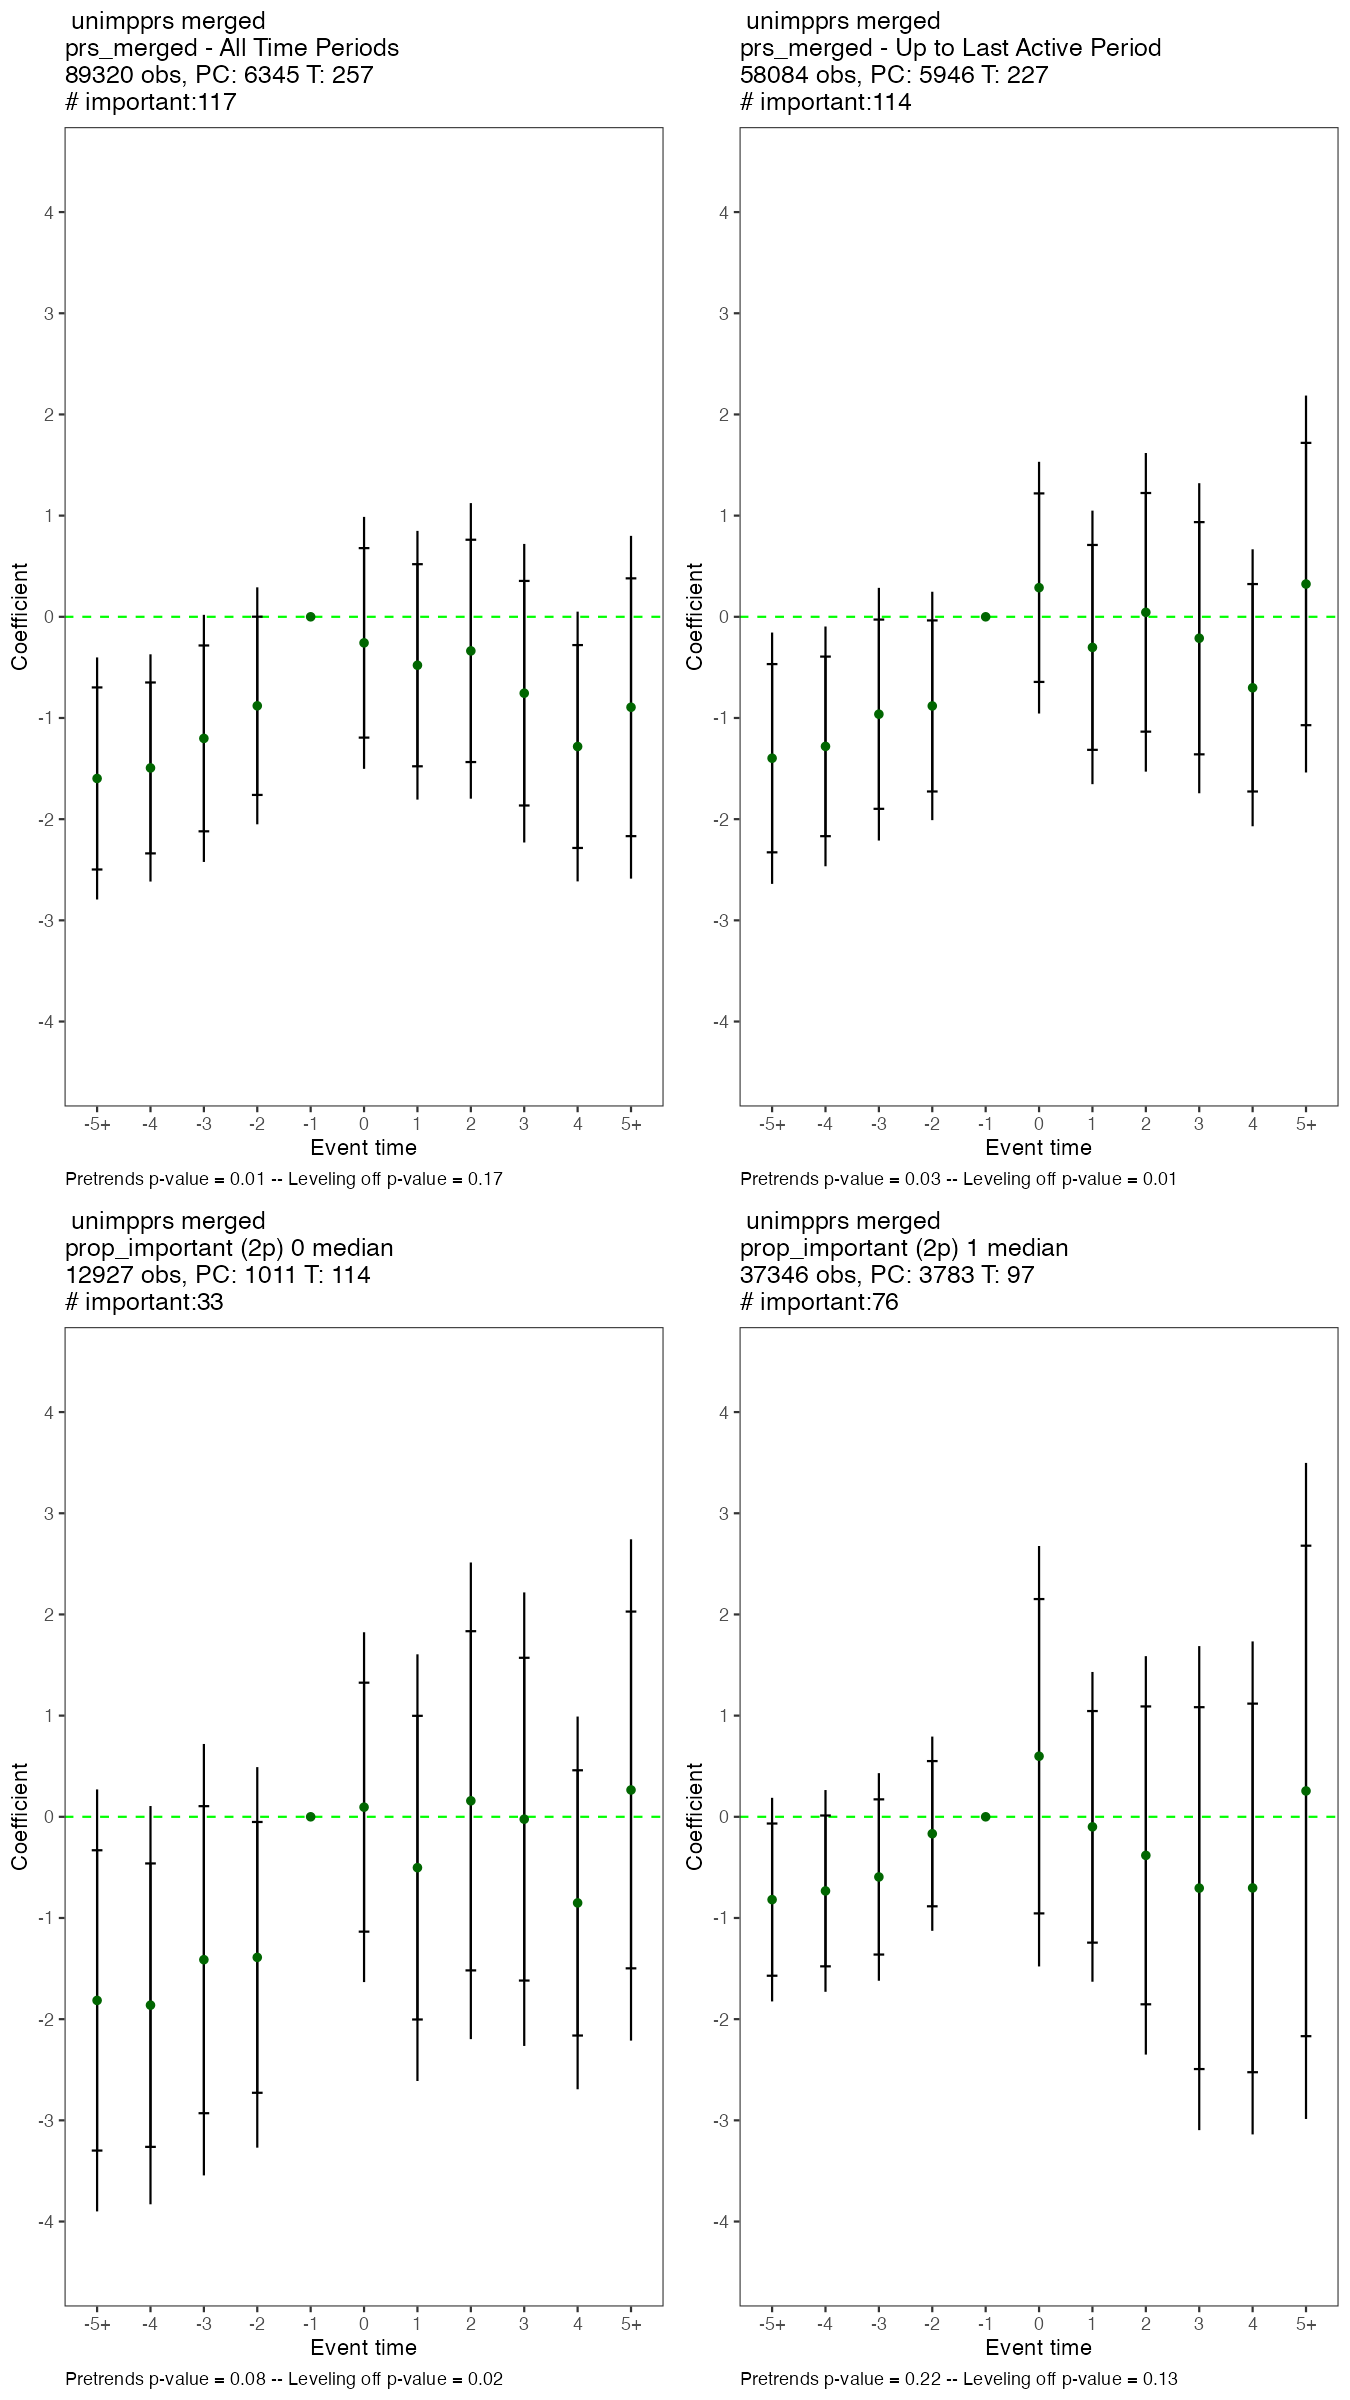 unimpprs merged
prs_merged - All Time Periods
89320 obs, PC: 6345 T: 257
# important:117
Coefficient
4
3
2
1
0
-1
-2
-3
-4
-5+ -4 -3 -2 -1 0 1 2 3 4 5+
Event time
Pretrends p-value = 0.01 -- Leveling off p-value = 0.17
unimpprs merged
prs_merged - Up to Last Active Period
58084 obs, PC: 5946 T: 227
# important:114
Coefficient
4
3
2
1
0
-1
-2
-3
-4
-5+ -4 -3 -2 -1 0 1 2 3 4 5+
Event time
Pretrends p-value = 0.03 -- Leveling off p-value = 0.01
unimpprs merged
prop_important (2p) 0 median
12927 obs, PC: 1011 T: 114
# important:33
Coefficient
4
3
2
1
0
-1
-2
-3
-4
-5+ -4 -3 -2 -1 0 1 2 3 4 5+
Event time
Pretrends p-value = 0.08 -- Leveling off p-value = 0.02
unimpprs merged
prop_important (2p) 1 median
37346 obs, PC: 3783 T: 97
# important:76
Coefficient
4
3
2
1
0
-1
-2
-3
-4
-5+ -4 -3 -2 -1 0 1 2 3 4 5+
Event time
Pretrends p-value = 0.22 -- Leveling off p-value = 0.13